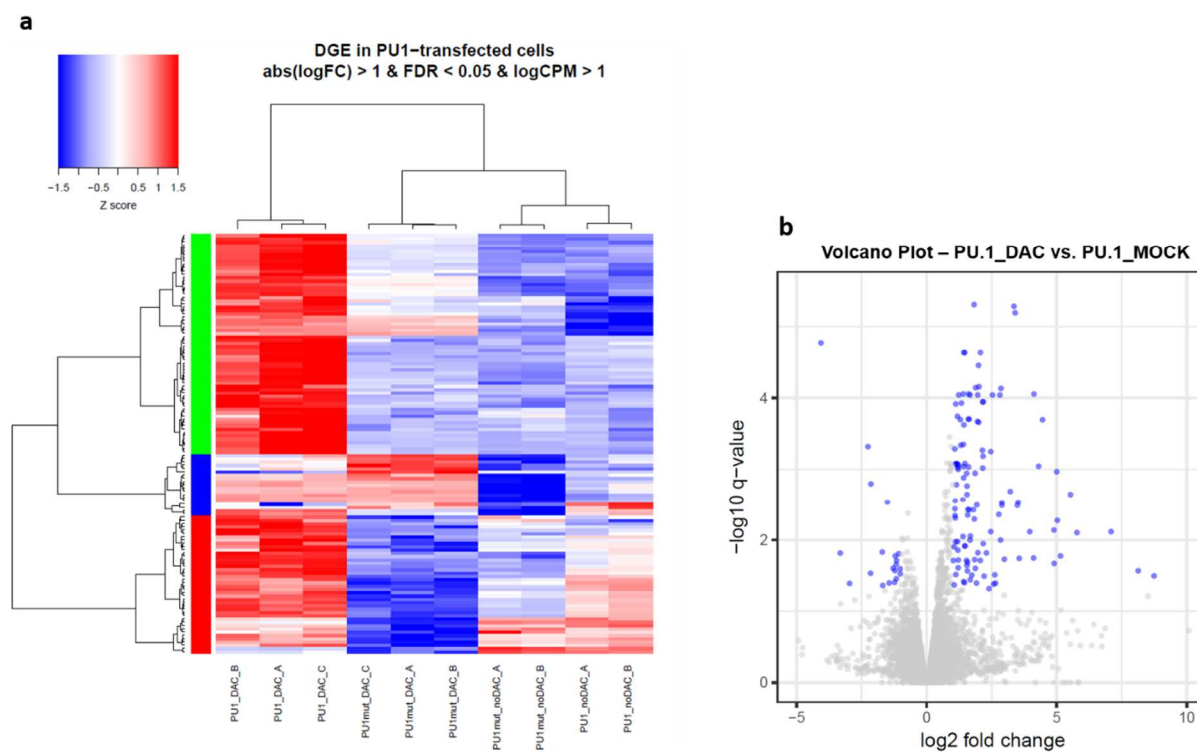 a
DGE in PU1−transfected cells
abs(logFC) > 1 & FDR < 0.05 & logCPM > 1
−1.5 −0.5 0.5 1 1.5
Z score
PU1_DAC_B
PU1_DAC_A
PU1_DAC_C
PU1mut_DAC_C
PU1mut_DAC_A
PU1mut_DAC_B
PU1mut_noDAC_A
PU1mut_noDAC_B
PU1_noDAC_A
PU1_noDAC_B
b
Volcano Plot – PU.1_DAC vs. PU.1_MOCK
−log10 q−value
4
2
0
−5 0 5 10
log2 fold change